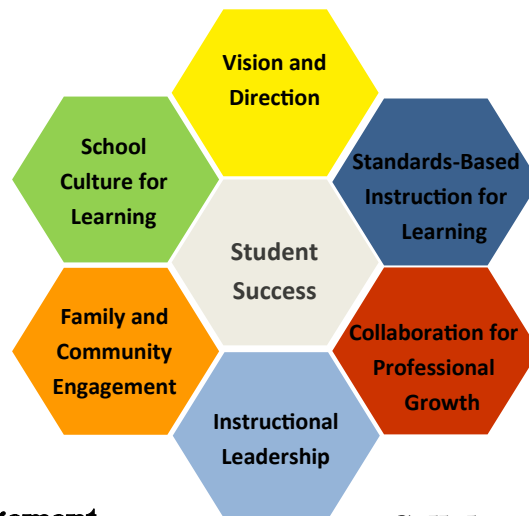 Vision and
Direction
School
Culture for
Learning
Standards-Based
Instruction for
Learning
Student
Success
Family and
Community
Engagement
Collaboration for
Professional
Growth
Instructional
Leadership